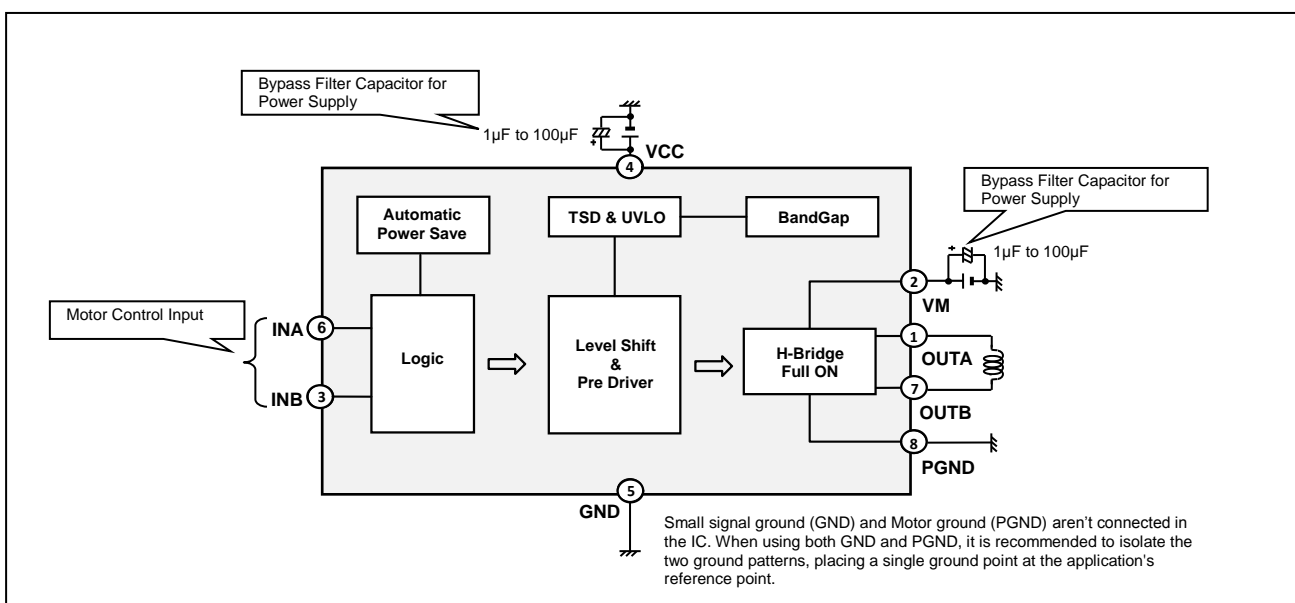 Bypass Filter Capacitor for
Power Supply
1µF to 100µF
VCC
4
Bypass Filter Capacitor for
Power Supply
1µF to 100µF
Automatic
Power Save
TSD & UVLO
BandGap
2
VM
Motor Control Input
INA
6
INB
3
Logic
Level Shift
&
Pre Driver
H-Bridge
Full ON
1
OUTA
7
OUTB
8
PGND
5
GND
Small signal ground (GND) and Motor ground (PGND) aren't connected in
the IC. When using both GND and PGND, it is recommended to isolate the
two ground patterns, placing a single ground point at the application's
reference point.